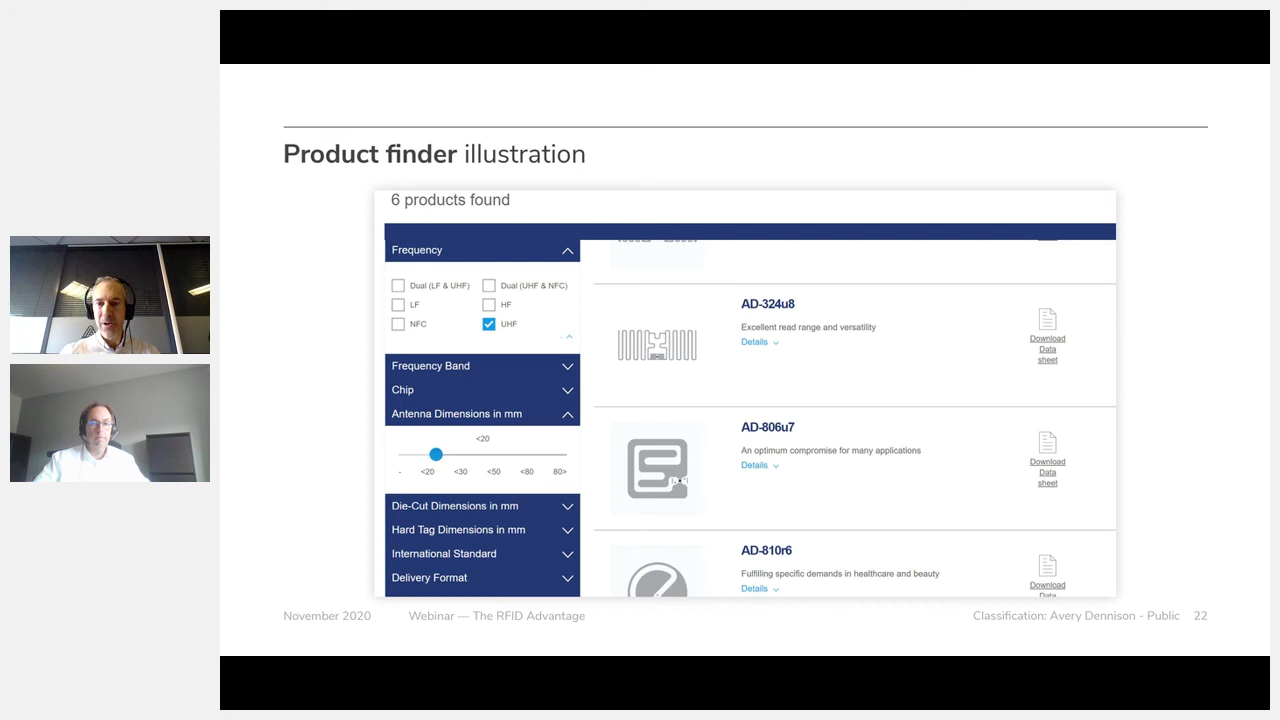 Product finder illustration
6 products found
Frequency
Dual (LF & UHF) Dual (UHF & NFC)
LF HF
NFC UHF
Frequency Band
Chip
Antenna Dimensions in mm
<20
- <20 <30 <50 <80 80>
Die-Cut Dimensions in mm
Hard Tag Dimensions in mm
International Standard
Delivery Format
AD-324u8
Excellent read range and versatility
Details
Download
Data
sheet
AD-806u7
An optimum compromise for many applications
Details
Download
Data
sheet
AD-810r6
Fulfilling specific demands in healthcare and beauty
Details
Download
Data
November 2020 Webinar — The RFID Advantage Classification: Avery Dennison - Public 22